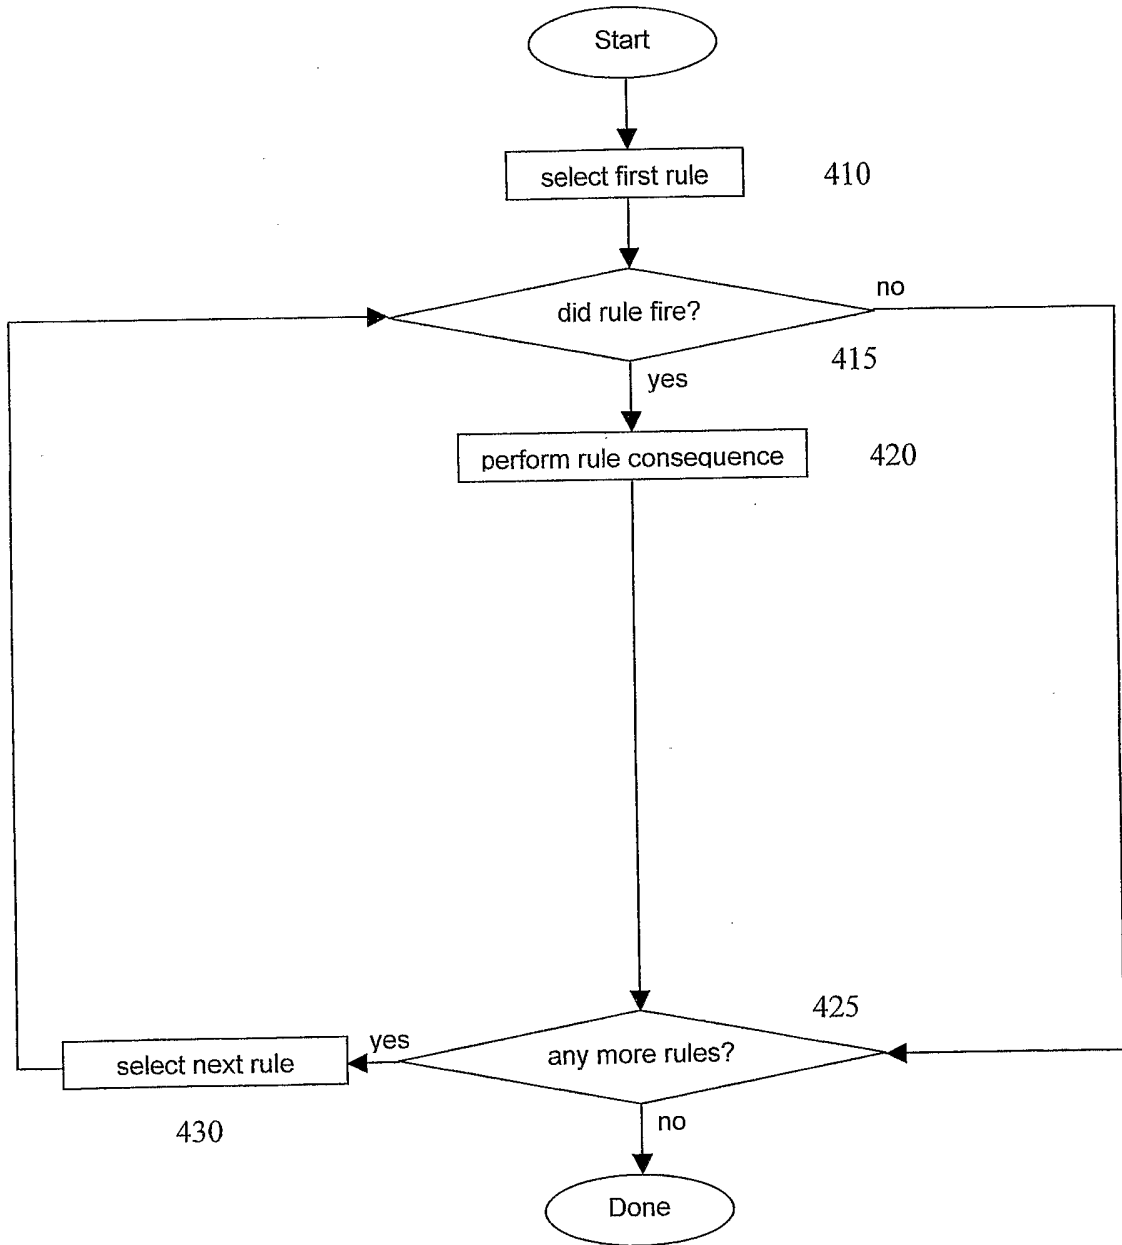 Start
select first rule
410
did rule fire?
no
415
yes
perform rule consequence
420
425
any more rules?
yes
select next rule
430
no
Done